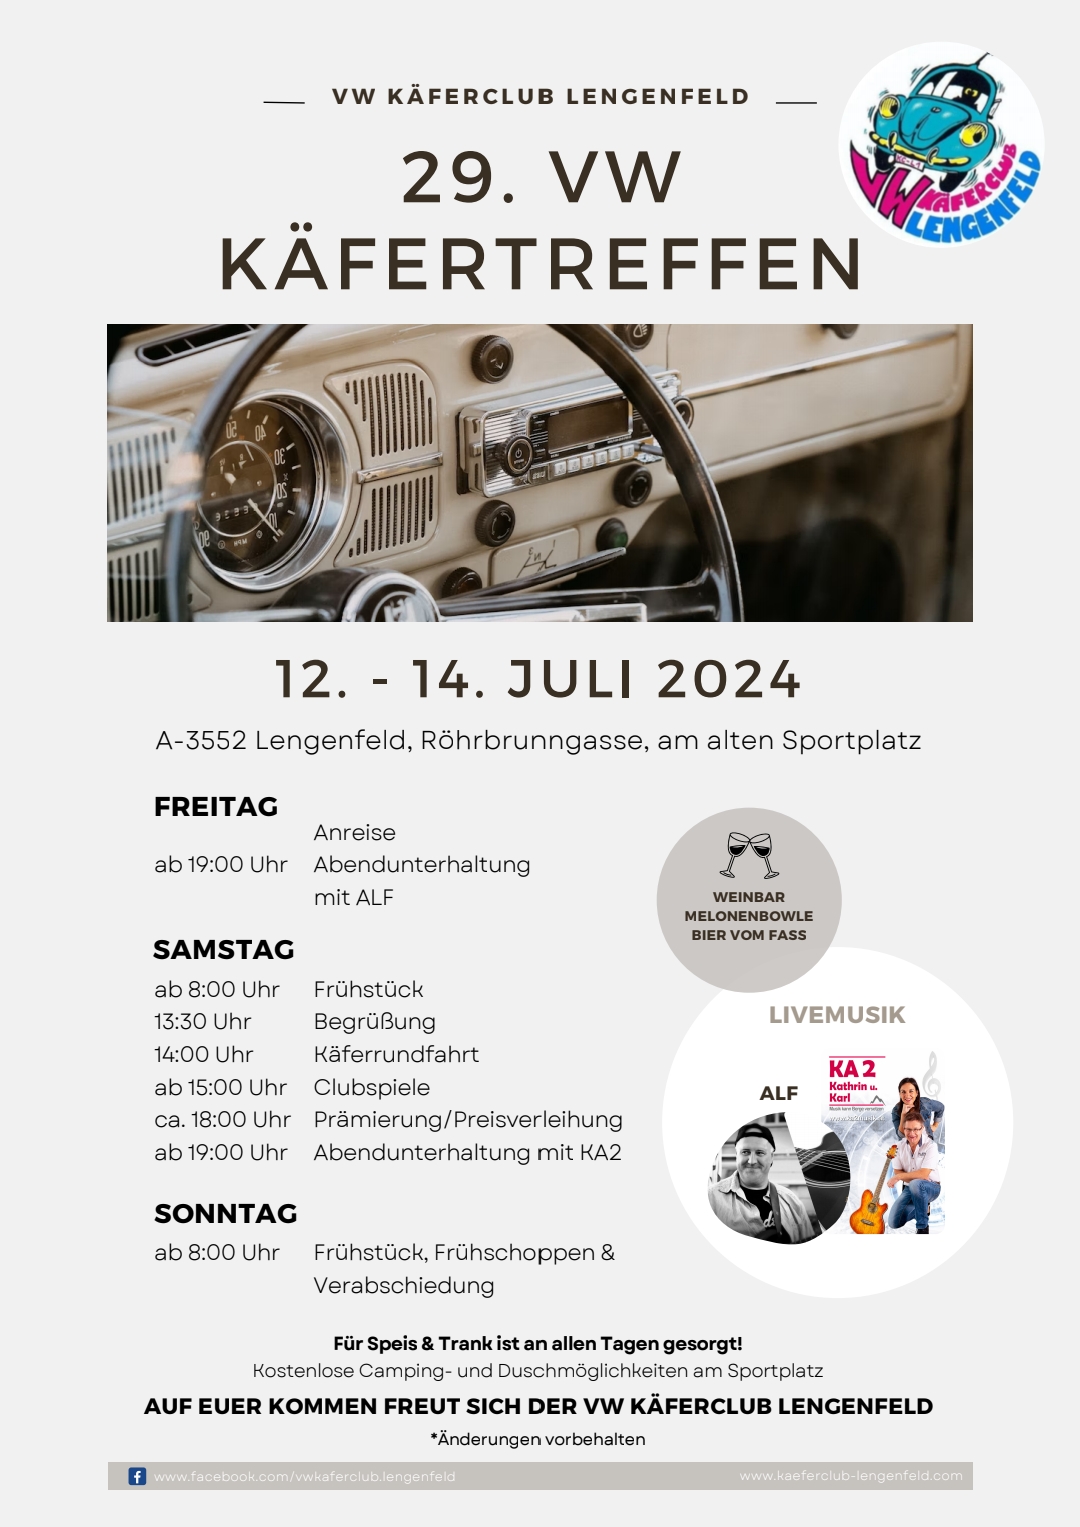 VW KÄFERCLUB LENGENFELD
VW KÄFERCLUB
LENGENFELD
29. VW
KÄFERTREFFEN
12. - 14. JULI 2024
A-3552 Lengenfeld, Röhrbrunngasse, am alten Sportplatz
FREITAG
Anreise
ab 19:00 Uhr Abendunterhaltung
mit ALF
WEINBAR
MELONENBOWLE
BIER VOM FASS
SAMSTAG
ab 8:00 Uhr Frühstück
13:30 Uhr Begrüßung
14:00 Uhr Käferrundfahrt
ab 15:00 Uhr Clubspiele
ca. 18:00 Uhr Prämierung/Preisverleihung
ab 19:00 Uhr Abendunterhaltung mit KA2
LIVEMUSIK
ALF
KA 2
Kathrin u.
Karl
SONNTAG
ab 8:00 Uhr Frühstück, Frühschoppen &
Verabschiedung
Für Speis & Trank ist an allen Tagen gesorgt!
Kostenlose Camping- und Duschmöglichkeiten am Sportplatz
AUF EUER KOMMEN FREUT SICH DER VW KÄFERCLUB LENGENFELD
*Änderungen vorbehalten
www.facebook.com/vwkaferclub.lengenfeld
www.kaeferclub-lengenfeld.com